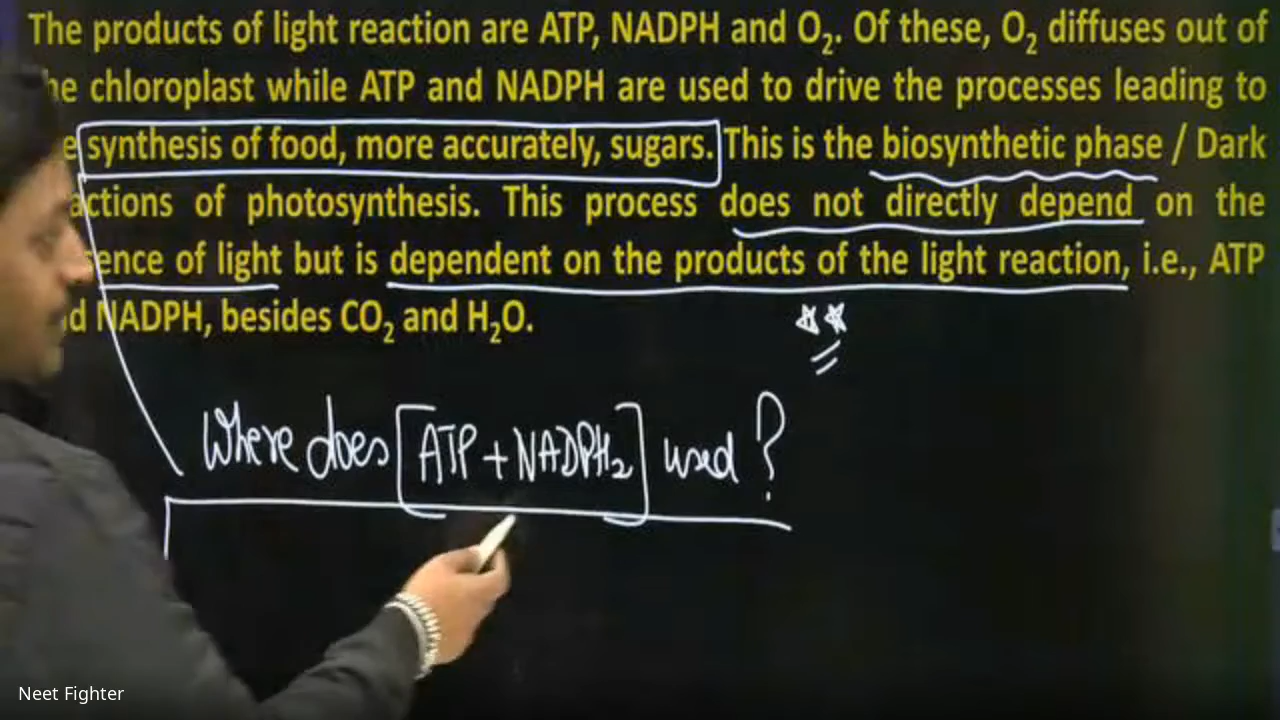 The products of light reaction are ATP, NADPH and O₂. Of these, O₂ diffuses out of
he chloroplast while ATP and NADPH are used to drive the processes leading to
e synthesis of food, more accurately, sugars. This is the biosynthetic phase / Dark
actions of photosynthesis. This process does not directly depend on the
sence of light but is dependent on the products of the light reaction, i.e., ATP
d NADPH, besides CO₂ and H₂O.
Where does [ATP + NADPH₂] used?
Neet Fighter